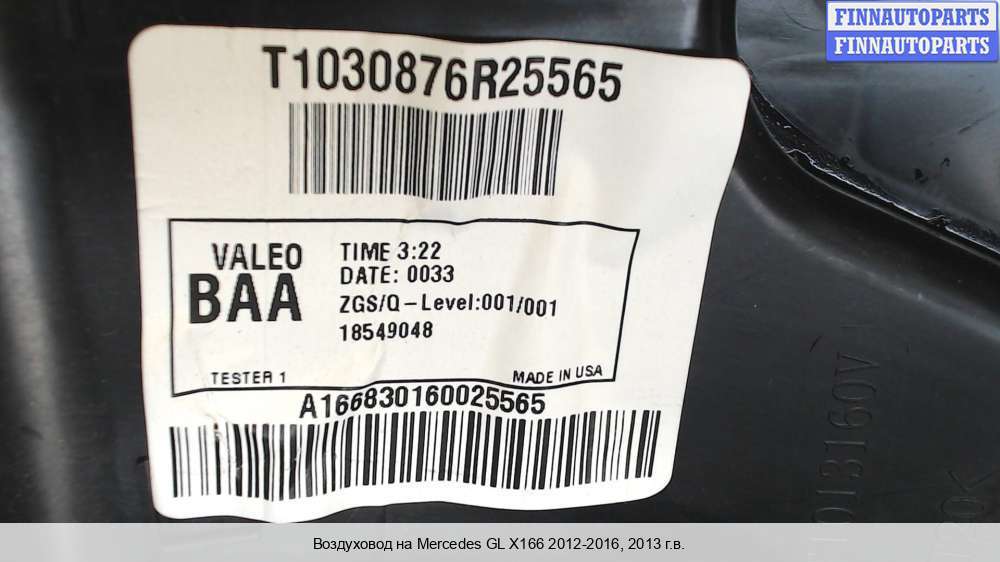 FINNAUTOPARTS
FINNAUTOPARTS
T1030876R25565
VALEO
BAA
TIME 3:22
DATE: 0033
ZGS/Q-Level:001/001
18549048
TESTER 1
MADE IN USA
A166830160025565
Воздуховод на Mercedes GL X166 2012-2016, 2013 г.в.